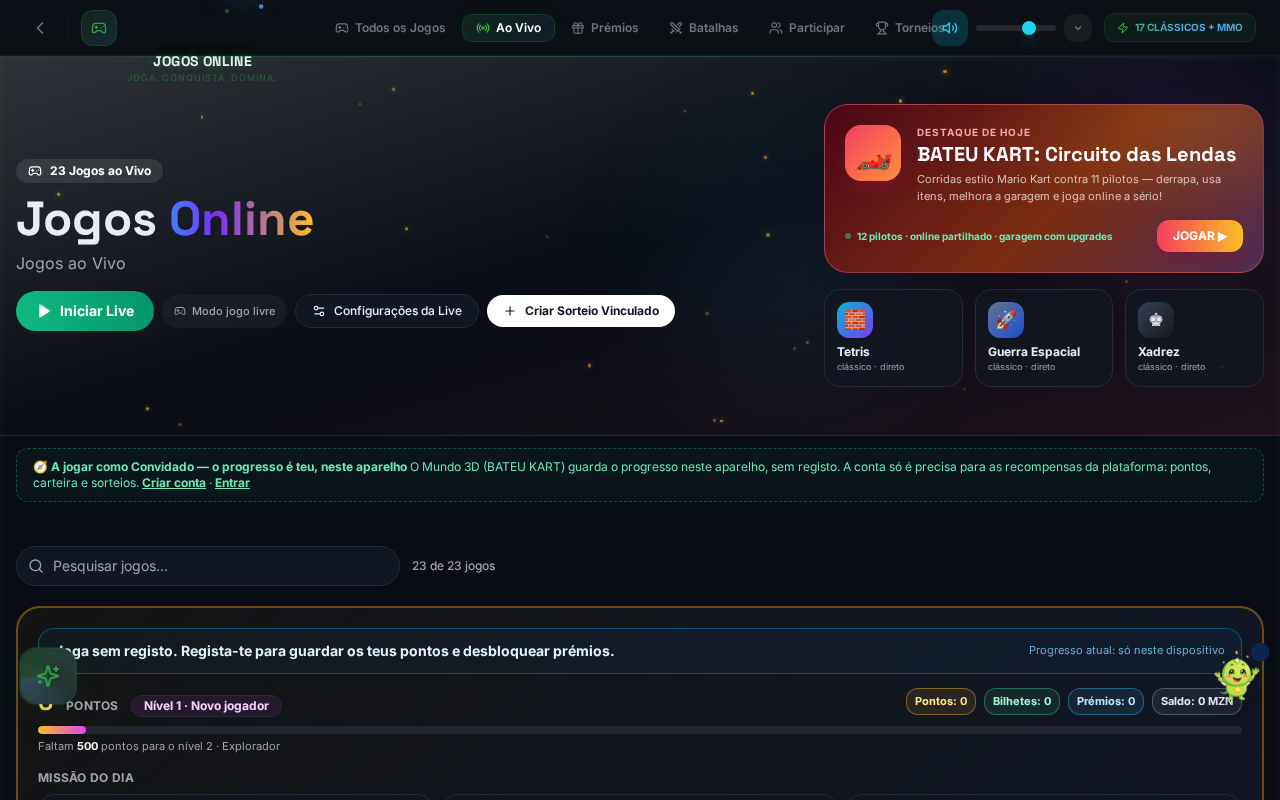 Todos os Jogos
Ao Vivo
Prémios
Batalhas
Participar
Torneios
17 CLÁSSICOS + MMO
JOGOS ONLINE
JOGA. CONQUISTA. DOMINA.
23 Jogos ao Vivo
Jogos Online
Jogos ao Vivo
Iniciar Live
Modo jogo livre
Configurações da Live
Criar Sorteio Vinculado
DESTAQUE DE HOJE
BATEU KART: Circuito das Lendas
Corridas estilo Mario Kart contra 11 pilotos — derrapa, usa
itens, melhora a garagem e joga online a sério!
12 pilotos · online partilhado · garagem com upgrades
JOGAR ▶
Tetris
clássico · direto
Guerra Espacial
clássico · direto
Xadrez
clássico · direto
🧭 A jogar como Convidado — o progresso é teu, neste aparelho O Mundo 3D (BATEU KART) guarda o progresso neste aparelho, sem registo. A conta só é precisa para as recompensas da plataforma: pontos,
carteira e sorteios. Criar conta · Entrar
Pesquisar jogos...
23 de 23 jogos
Joga sem registo. Regista-te para guardar os teus pontos e desbloquear prémios.
Progresso atual: só neste dispositivo
PONTOS
Nível 1 · Novo jogador
Pontos: 0
Bilhetes: 0
Prémios: 0
Saldo: 0 MZN
Faltam 500 pontos para o nível 2 · Explorador
MISSÃO DO DIA